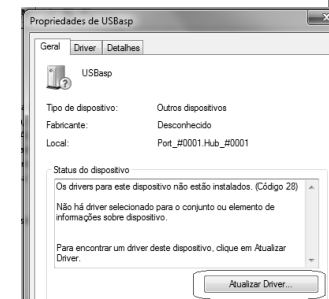 Propriedades de USBasp
Geral Driver Detalhes
USBasp
Tipo de dispositivo: Outros dispositivos
Fabricante: Desconhecido
Local: Port_#0001.Hub_#0001
Status do dispositivo
Os drivers para este dispositivo não estão instalados. (Código 28)
Não há driver selecionado para o conjunto ou elemento de
informações sobre dispositivo.
Para encontrar um driver deste dispositivo, clique em Atualizar
Driver.
Atualizar Driver...